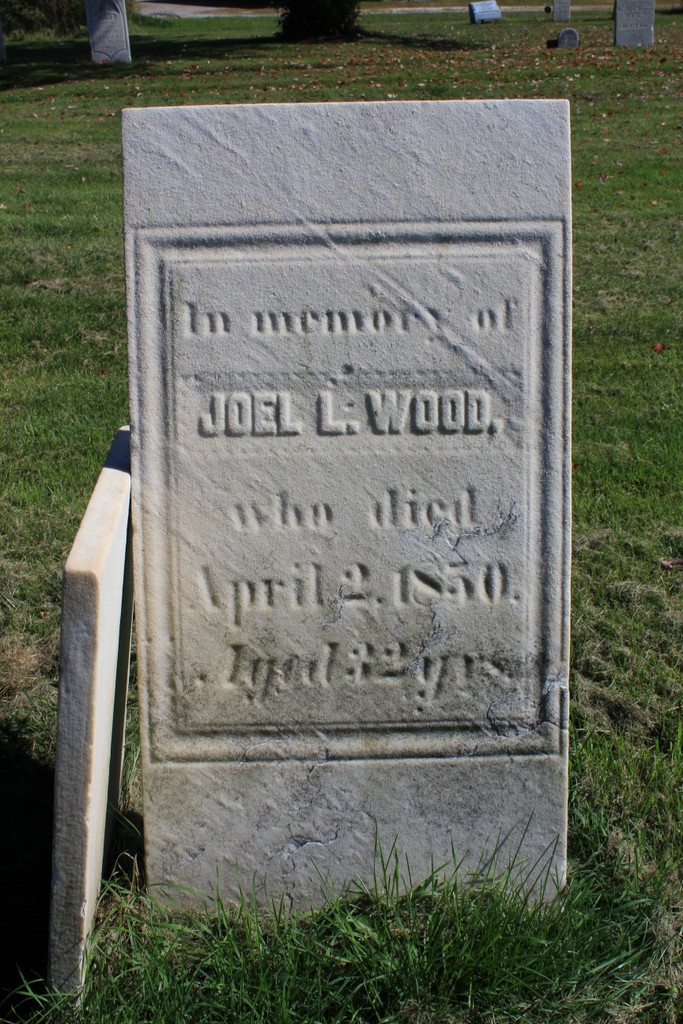 In memory of
JOEL L. WOOD.
who died
April 2, 1850.
Aged 32 yrs.